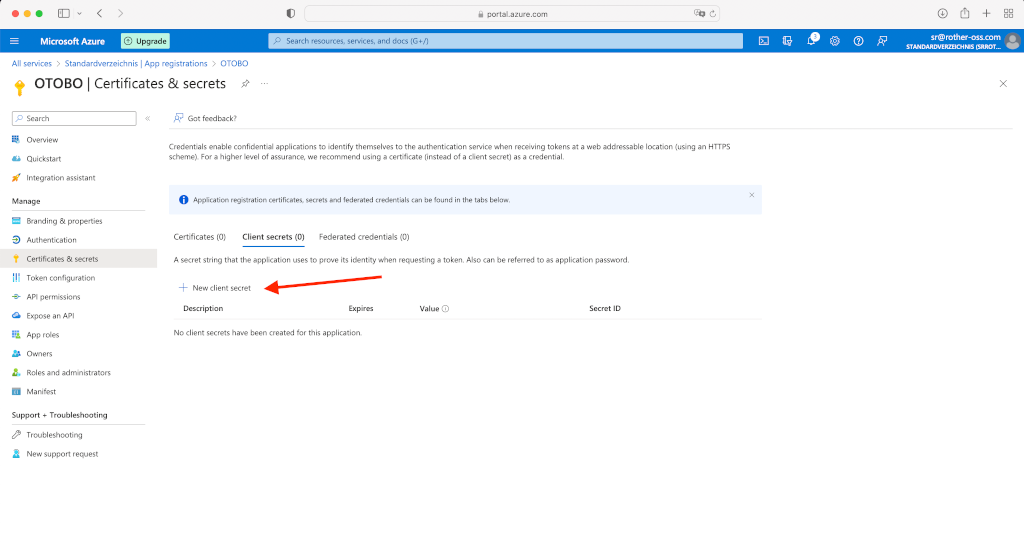 portal.azure.com
Microsoft Azure
Upgrade
Search resources, services, and docs (G+/)
3
sr@rother-oss.com
STANDARDVERZEICHNIS (SRROT...
All services > Standardverzeichnis | App registrations > OTOBO
OTOBO | Certificates & secrets
...
Search
«
Overview
Quickstart
Integration assistant
Manage
Branding & properties
Authentication
Certificates & secrets
Token configuration
API permissions
Expose an API
App roles
Owners
Roles and administrators
Manifest
Support + Troubleshooting
Troubleshooting
New support request
Got feedback?
Credentials enable confidential applications to identify themselves to the authentication service when receiving tokens at a web addressable location (using an HTTPS
scheme). For a higher level of assurance, we recommend using a certificate (instead of a client secret) as a credential.
Application registration certificates, secrets and federated credentials can be found in the tabs below.
Certificates (0) Client secrets (0) Federated credentials (0)
A secret string that the application uses to prove its identity when requesting a token. Also can be referred to as application password.
New client secret
Description Expires Value Secret ID
No client secrets have been created for this application.